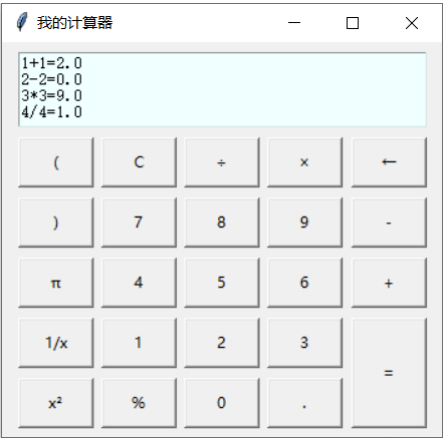 我的计算器
1+1=2.0
2-2=0.0
3*3=9.0
4/4=1.0
( C ÷ × ←
) 7 8 9 -
π 4 5 6 +
1/x 1 2 3
=
x² % 0 .